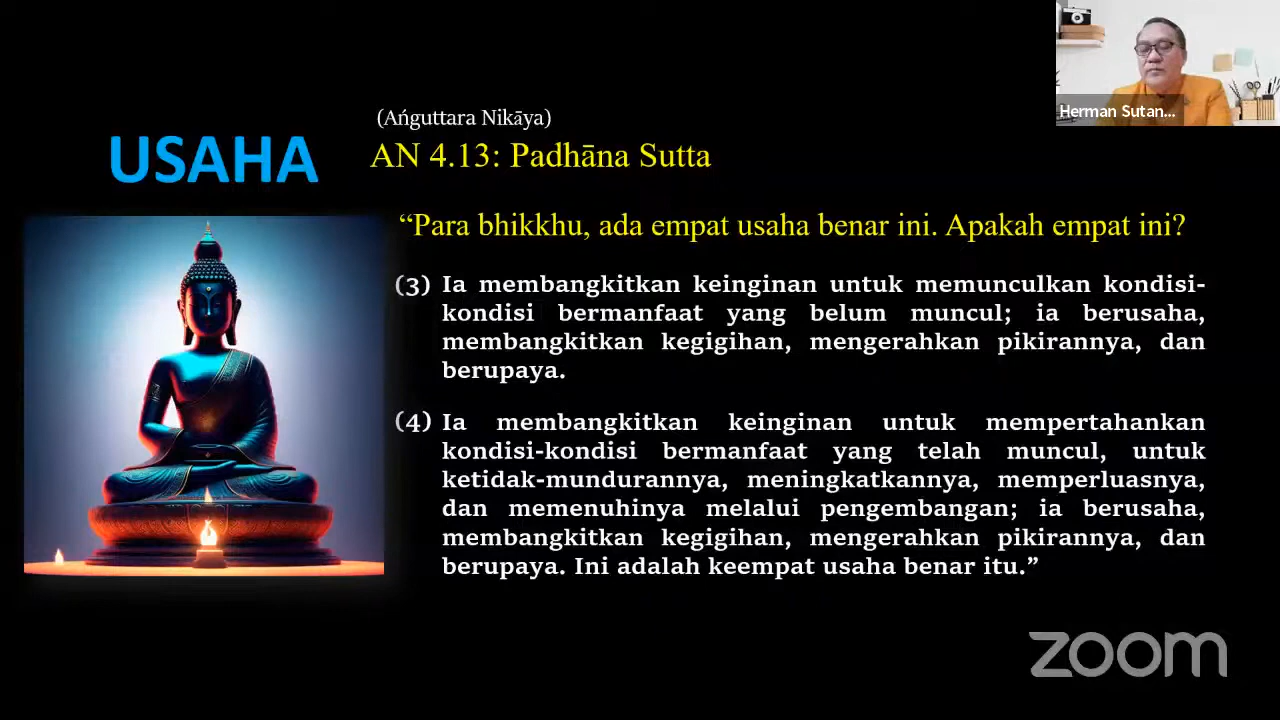 (Aṅguttara Nikāya)
USAHA
AN 4.13: Padhāna Sutta
“Para bhikkhu, ada empat usaha benar ini. Apakah empat ini?
(3) Ia membangkitkan keinginan untuk memunculkan kondisi-
kondisi bermanfaat yang belum muncul; ia berusaha,
membangkitkan kegigihan, mengerahkan pikirannya, dan
berupaya.
(4) Ia membangkitkan keinginan untuk mempertahankan
kondisi-kondisi bermanfaat yang telah muncul, untuk
ketidak-mundurannya, meningkatkannya, memperluasnya,
dan memenuhinya melalui pengembangan; ia berusaha,
membangkitkan kegigihan, mengerahkan pikirannya, dan
berupaya. Ini adalah keempat usaha benar itu.”
Herman Sutan...
zoom